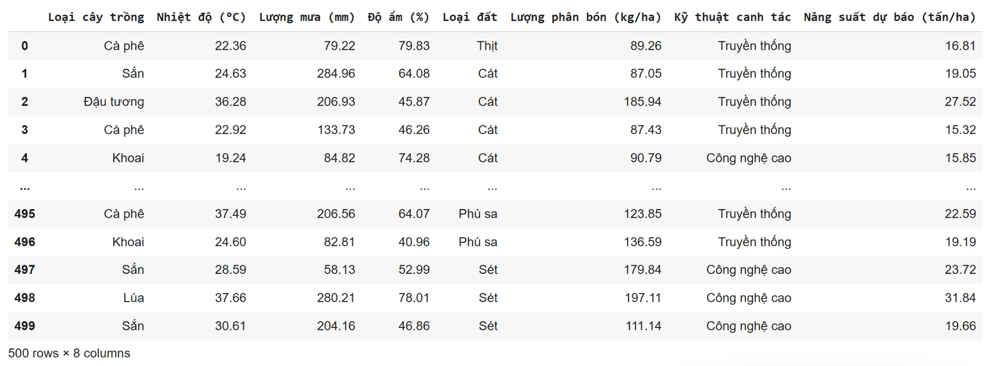 Loại cây trồng Nhiệt độ (°C) Lượng mưa (mm) Độ ẩm (%) Loại đất Lượng phân bón (kg/ha) Kỹ thuật canh tác Năng suất dự báo (tấn/ha)
0 Cà phê 22.36 79.22 79.83 Thịt 89.26 Truyền thống 16.81
1 Sắn 24.63 284.96 64.08 Cát 87.05 Truyền thống 19.05
2 Đậu tương 36.28 206.93 45.87 Cát 185.94 Truyền thống 27.52
3 Cà phê 22.92 133.73 46.26 Cát 87.43 Truyền thống 15.32
4 Khoai 19.24 84.82 74.28 Cát 90.79 Công nghệ cao 15.85
... ... ... ... ... ... ... ... ...
495 Cà phê 37.49 206.56 64.07 Phù sa 123.85 Truyền thống 22.59
496 Khoai 24.60 82.81 40.96 Phù sa 136.59 Truyền thống 19.19
497 Sắn 28.59 58.13 52.99 Sét 179.84 Công nghệ cao 23.72
498 Lúa 37.66 280.21 78.01 Sét 197.11 Công nghệ cao 31.84
499 Sắn 30.61 204.16 46.86 Sét 111.14 Công nghệ cao 19.66
500 rows × 8 columns